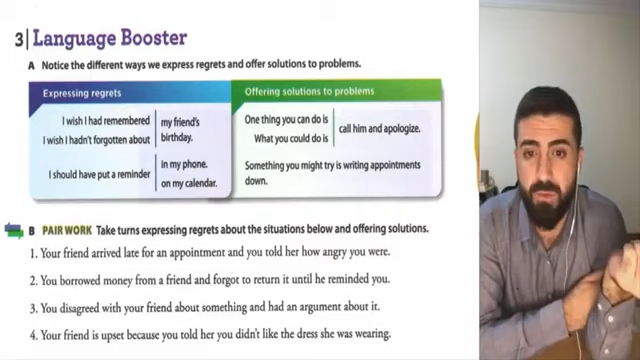 3 Language Booster
A Notice the different ways we express regrets and offer solutions to problems.
Expressing regrets
I wish I had remembered
I wish I hadn't forgotten about
my friend's
birthday.
I should have put a reminder
in my phone.
on my calendar.
Offering solutions to problems
One thing you can do is
What you could do is
call him and apologize.
Something you might try is writing appointments
down.
B PAIR WORK Take turns expressing regrets about the situations below and offering solutions.
1. Your friend arrived late for an appointment and you told her how angry you were.
2. You borrowed money from a friend and forgot to return it until he reminded you.
3. You disagreed with your friend about something and had an argument about it.
4. Your friend is upset because you told her you didn't like the dress she was wearing.